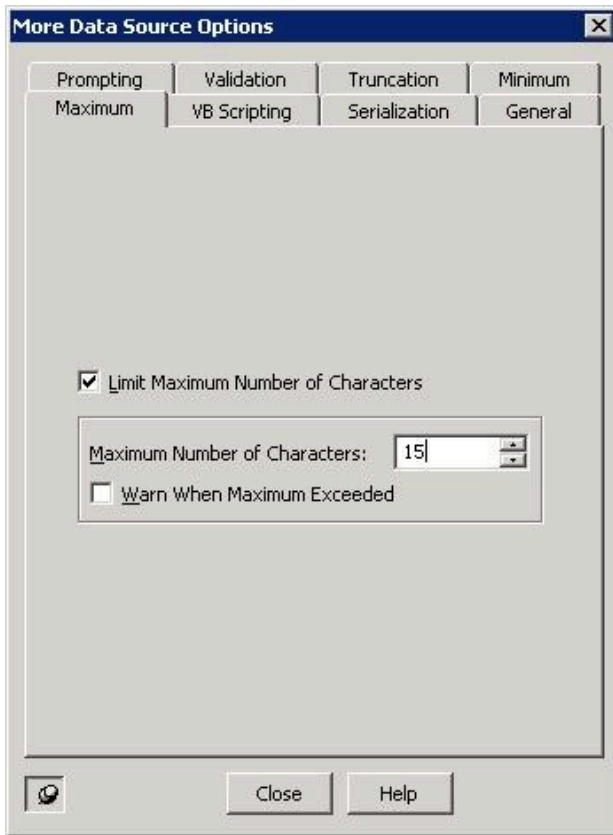 More Data Source Options
Prompting Validation Truncation Minimum
Maximum VB Scripting Serialization General
Limit Maximum Number of Characters
Maximum Number of Characters: 15
Warn When Maximum Exceeded
Close Help